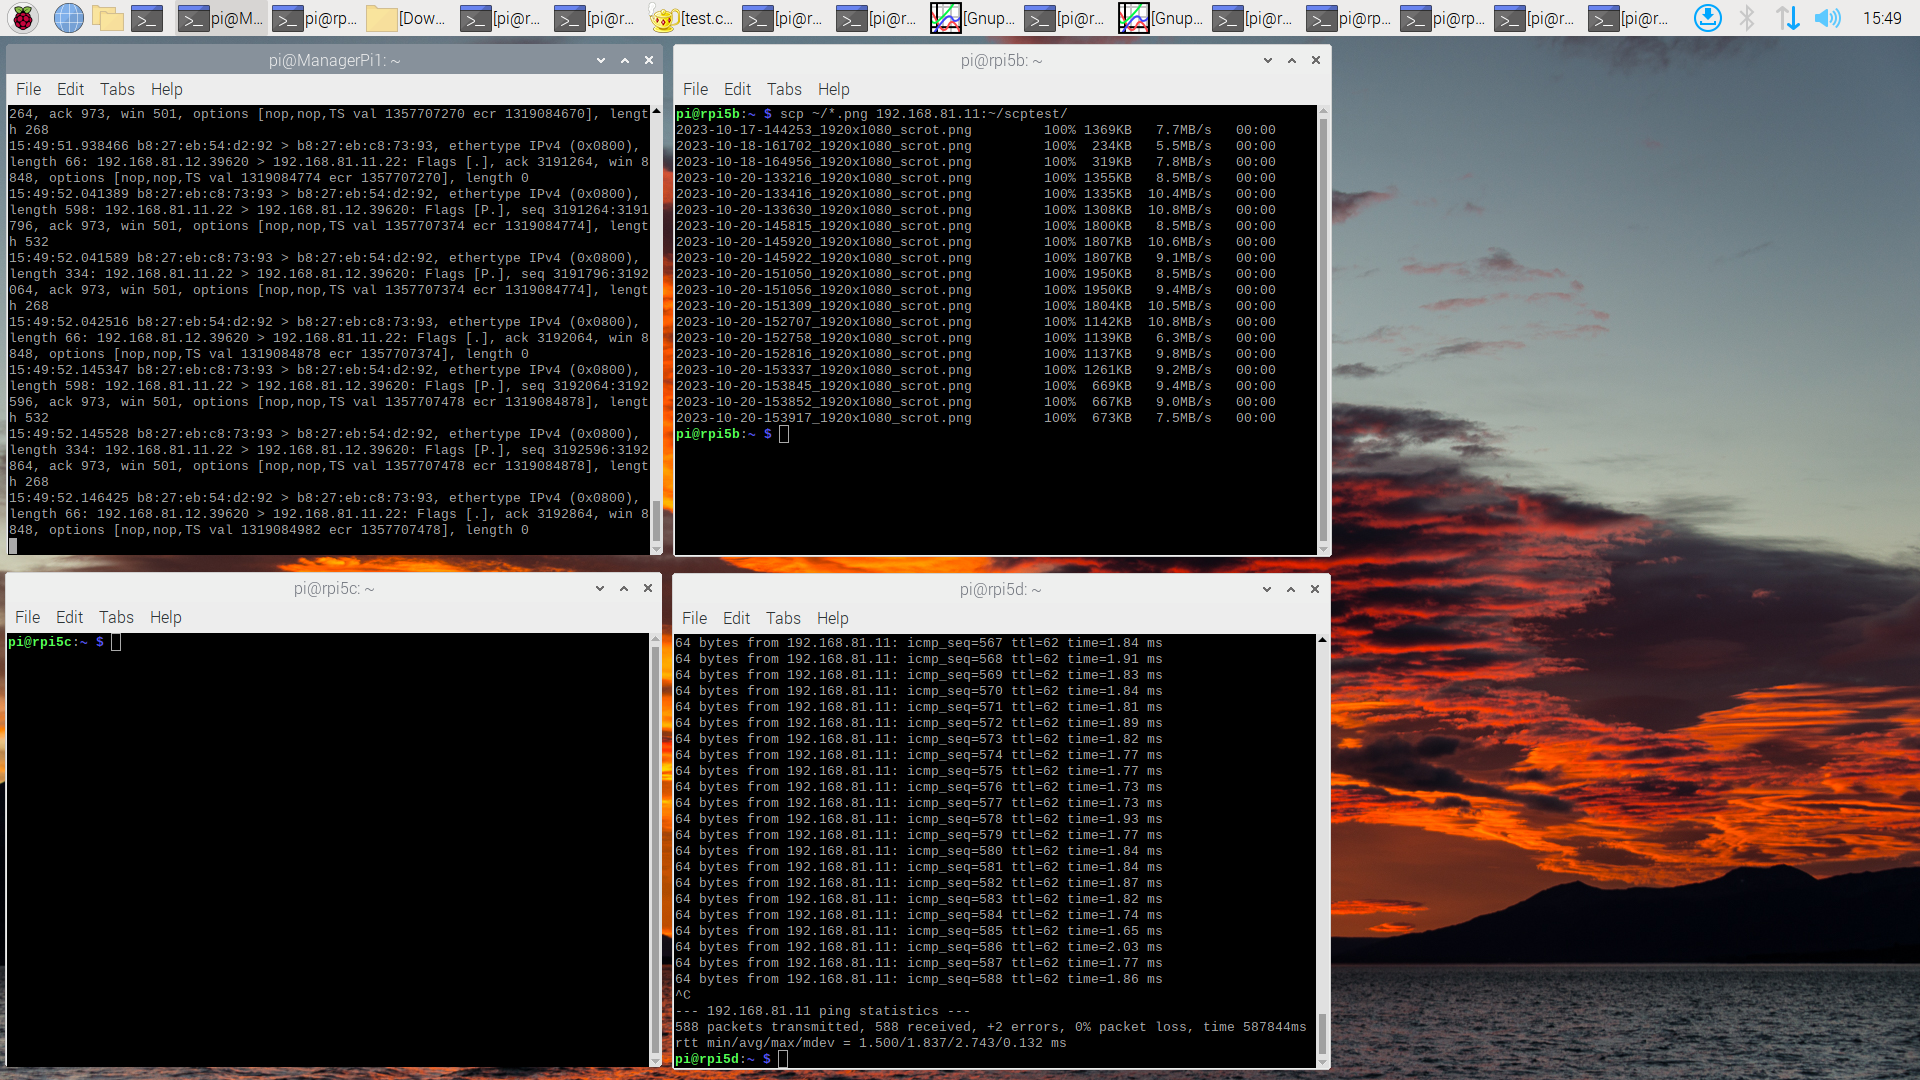 pi@M... pi@rp... [Dow... [pi@r... [pi@r... [test.c... [pi@r... [pi@r... [Gnup... [pi@r... [Gnup... [pi@r... pi@rp... pi@rp... [pi@r... [pi@r... 15:49
pi@ManagerPi1: ~
File Edit Tabs Help
264, ack 973, win 501, options [nop,nop,TS val 1357707270 ecr 1319084670], lengt
h 268
15:49:51.938466 b8:27:eb:54:d2:92 > b8:27:eb:c8:73:93, ethertype IPv4 (0x0800),
length 66: 192.168.81.12.39620 > 192.168.81.11.22: Flags [.], ack 3191264, win 8
848, options [nop,nop,TS val 1319084774 ecr 1357707270], length 0
15:49:52.041389 b8:27:eb:c8:73:93 > b8:27:eb:54:d2:92, ethertype IPv4 (0x0800),
length 598: 192.168.81.11.22 > 192.168.81.12.39620: Flags [P.], seq 3191264:3191
796, ack 973, win 501, options [nop,nop,TS val 1357707374 ecr 1319084774], lengt
h 532
15:49:52.041589 b8:27:eb:c8:73:93 > b8:27:eb:54:d2:92, ethertype IPv4 (0x0800),
length 334: 192.168.81.11.22 > 192.168.81.12.39620: Flags [P.], seq 3191796:3192
064, ack 973, win 501, options [nop,nop,TS val 1357707374 ecr 1319084774], lengt
h 268
15:49:52.042516 b8:27:eb:54:d2:92 > b8:27:eb:c8:73:93, ethertype IPv4 (0x0800),
length 66: 192.168.81.12.39620 > 192.168.81.11.22: Flags [.], ack 3192064, win 8
848, options [nop,nop,TS val 1319084878 ecr 1357707374], length 0
15:49:52.145347 b8:27:eb:c8:73:93 > b8:27:eb:54:d2:92, ethertype IPv4 (0x0800),
length 598: 192.168.81.11.22 > 192.168.81.12.39620: Flags [P.], seq 3192064:3192
596, ack 973, win 501, options [nop,nop,TS val 1357707478 ecr 1319084878], lengt
h 532
15:49:52.145528 b8:27:eb:c8:73:93 > b8:27:eb:54:d2:92, ethertype IPv4 (0x0800),
length 334: 192.168.81.11.22 > 192.168.81.12.39620: Flags [P.], seq 3192596:3192
864, ack 973, win 501, options [nop,nop,TS val 1357707478 ecr 1319084878], lengt
h 268
15:49:52.146425 b8:27:eb:54:d2:92 > b8:27:eb:c8:73:93, ethertype IPv4 (0x0800),
length 66: 192.168.81.12.39620 > 192.168.81.11.22: Flags [.], ack 3192864, win 8
848, options [nop,nop,TS val 1319084982 ecr 1357707478], length 0
pi@rpi5b: ~
File Edit Tabs Help
pi@rpi5b:~ $ scp ~/*.png 192.168.81.11:~/scptest/
2023-10-17-144253_1920x1080_scrot.png 100% 1369KB 7.7MB/s 00:00
2023-10-18-161702_1920x1080_scrot.png 100% 234KB 5.5MB/s 00:00
2023-10-18-164956_1920x1080_scrot.png 100% 319KB 7.8MB/s 00:00
2023-10-20-133216_1920x1080_scrot.png 100% 1355KB 8.5MB/s 00:00
2023-10-20-133416_1920x1080_scrot.png 100% 1335KB 10.4MB/s 00:00
2023-10-20-133630_1920x1080_scrot.png 100% 1308KB 10.8MB/s 00:00
2023-10-20-145815_1920x1080_scrot.png 100% 1800KB 8.5MB/s 00:00
2023-10-20-145920_1920x1080_scrot.png 100% 1807KB 10.6MB/s 00:00
2023-10-20-145922_1920x1080_scrot.png 100% 1807KB 9.1MB/s 00:00
2023-10-20-151050_1920x1080_scrot.png 100% 1950KB 8.5MB/s 00:00
2023-10-20-151056_1920x1080_scrot.png 100% 1950KB 9.4MB/s 00:00
2023-10-20-151309_1920x1080_scrot.png 100% 1804KB 10.5MB/s 00:00
2023-10-20-152707_1920x1080_scrot.png 100% 1142KB 10.8MB/s 00:00
2023-10-20-152758_1920x1080_scrot.png 100% 1139KB 6.3MB/s 00:00
2023-10-20-152816_1920x1080_scrot.png 100% 1137KB 9.8MB/s 00:00
2023-10-20-153337_1920x1080_scrot.png 100% 1261KB 9.2MB/s 00:00
2023-10-20-153845_1920x1080_scrot.png 100% 669KB 9.4MB/s 00:00
2023-10-20-153852_1920x1080_scrot.png 100% 667KB 9.0MB/s 00:00
2023-10-20-153917_1920x1080_scrot.png 100% 673KB 7.5MB/s 00:00
pi@rpi5b:~ $
pi@rpi5c: ~
File Edit Tabs Help
pi@rpi5c:~ $
pi@rpi5d: ~
File Edit Tabs Help
64 bytes from 192.168.81.11: icmp_seq=567 ttl=62 time=1.84 ms
64 bytes from 192.168.81.11: icmp_seq=568 ttl=62 time=1.91 ms
64 bytes from 192.168.81.11: icmp_seq=569 ttl=62 time=1.83 ms
64 bytes from 192.168.81.11: icmp_seq=570 ttl=62 time=1.84 ms
64 bytes from 192.168.81.11: icmp_seq=571 ttl=62 time=1.81 ms
64 bytes from 192.168.81.11: icmp_seq=572 ttl=62 time=1.89 ms
64 bytes from 192.168.81.11: icmp_seq=573 ttl=62 time=1.82 ms
64 bytes from 192.168.81.11: icmp_seq=574 ttl=62 time=1.77 ms
64 bytes from 192.168.81.11: icmp_seq=575 ttl=62 time=1.77 ms
64 bytes from 192.168.81.11: icmp_seq=576 ttl=62 time=1.73 ms
64 bytes from 192.168.81.11: icmp_seq=577 ttl=62 time=1.73 ms
64 bytes from 192.168.81.11: icmp_seq=578 ttl=62 time=1.93 ms
64 bytes from 192.168.81.11: icmp_seq=579 ttl=62 time=1.77 ms
64 bytes from 192.168.81.11: icmp_seq=580 ttl=62 time=1.84 ms
64 bytes from 192.168.81.11: icmp_seq=581 ttl=62 time=1.84 ms
64 bytes from 192.168.81.11: icmp_seq=582 ttl=62 time=1.87 ms
64 bytes from 192.168.81.11: icmp_seq=583 ttl=62 time=1.82 ms
64 bytes from 192.168.81.11: icmp_seq=584 ttl=62 time=1.74 ms
64 bytes from 192.168.81.11: icmp_seq=585 ttl=62 time=1.65 ms
64 bytes from 192.168.81.11: icmp_seq=586 ttl=62 time=2.03 ms
64 bytes from 192.168.81.11: icmp_seq=587 ttl=62 time=1.77 ms
64 bytes from 192.168.81.11: icmp_seq=588 ttl=62 time=1.86 ms
^C
--- 192.168.81.11 ping statistics ---
588 packets transmitted, 588 received, +2 errors, 0% packet loss, time 587844ms
rtt min/avg/max/mdev = 1.500/1.837/2.743/0.132 ms
pi@rpi5d:~ $